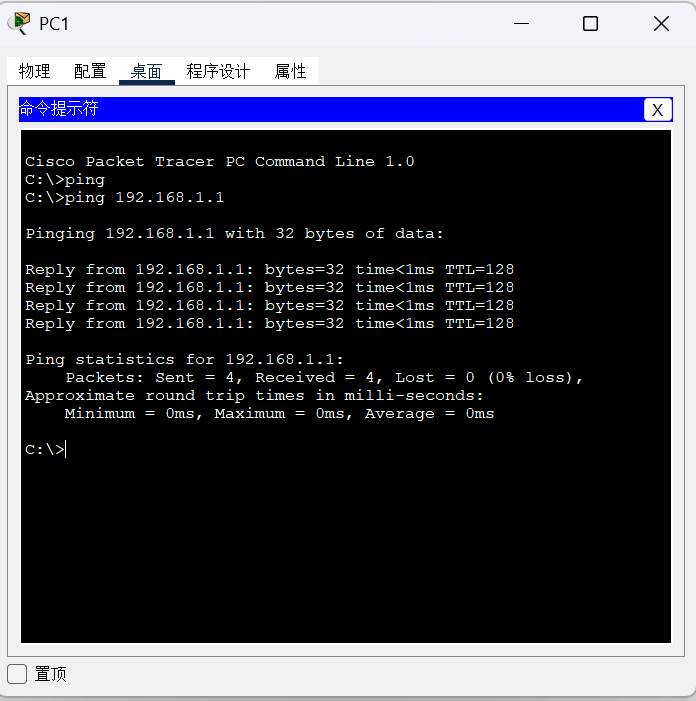 PC1
物理 配置 桌面 程序设计 属性
命令提示符 X
Cisco Packet Tracer PC Command Line 1.0
C:\>ping
C:\>ping 192.168.1.1
Pinging 192.168.1.1 with 32 bytes of data:
Reply from 192.168.1.1: bytes=32 time<1ms TTL=128
Reply from 192.168.1.1: bytes=32 time<1ms TTL=128
Reply from 192.168.1.1: bytes=32 time<1ms TTL=128
Reply from 192.168.1.1: bytes=32 time<1ms TTL=128
Ping statistics for 192.168.1.1:
Packets: Sent = 4, Received = 4, Lost = 0 (0% loss),
Approximate round trip times in milli-seconds:
Minimum = 0ms, Maximum = 0ms, Average = 0ms
C:\>
置顶